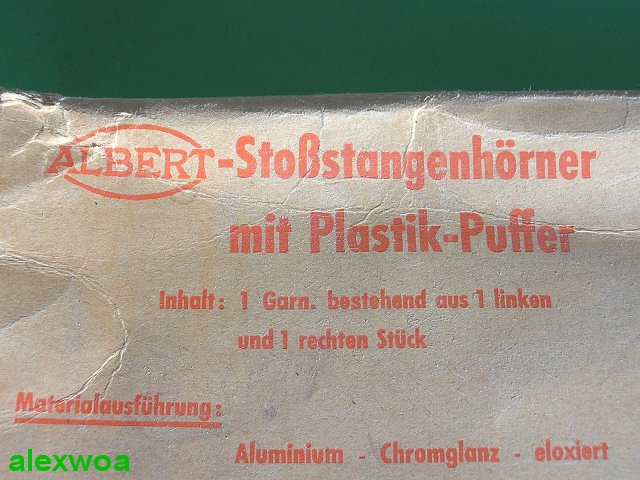 ALBERT-Stoßstangenhörner
mit Plastik-Puffer
Inhalt: 1 Garn. bestehend aus 1 linken
und 1 rechten Stück
Materialausführung:
Aluminium - Chromglanz - eloxiert
alexwoa